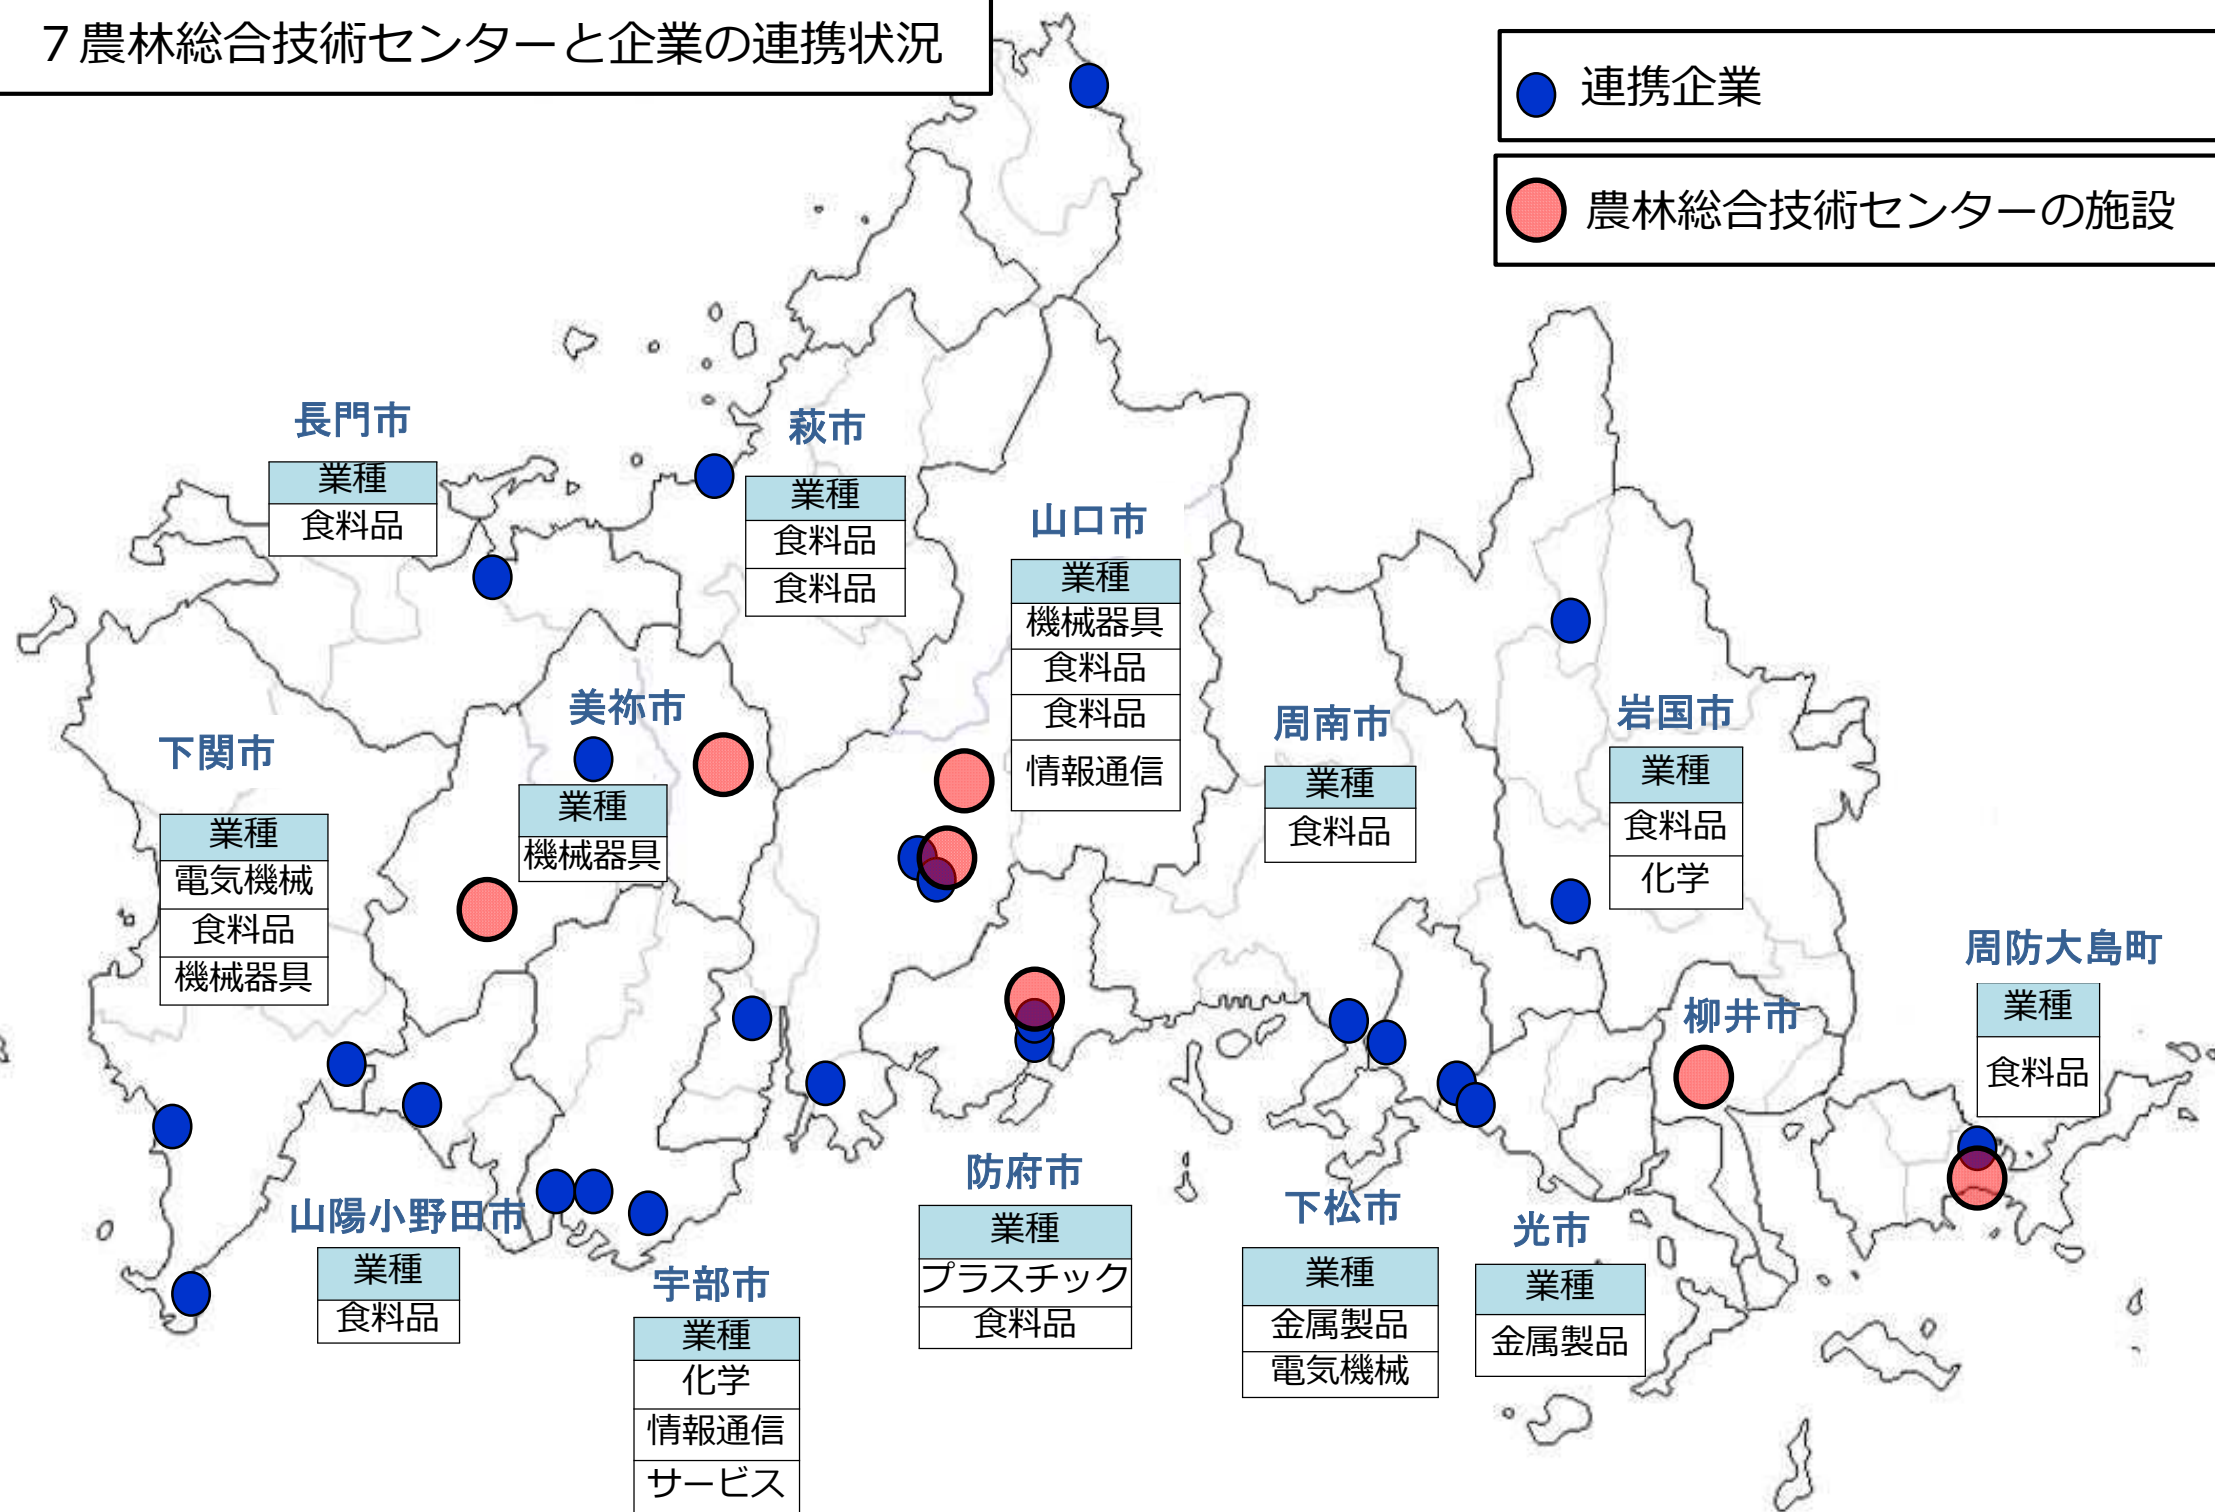 ７農林総合技術センターと企業の連携状況
連携企業
農林総合技術センターの施設
長門市
業種
食料品
萩市
業種
食料品
食料品
山口市
業種
機械器具
食料品
食料品
情報通信
美祢市
業種
機械器具
下関市
業種
電気機械
食料品
機械器具
周南市
業種
食料品
岩国市
業種
食料品
化学
周防大島町
業種
食料品
柳井市
山陽小野田市
業種
食料品
宇部市
業種
化学
情報通信
サービス
防府市
業種
プラスチック
食料品
下松市
業種
金属製品
電気機械
光市
業種
金属製品